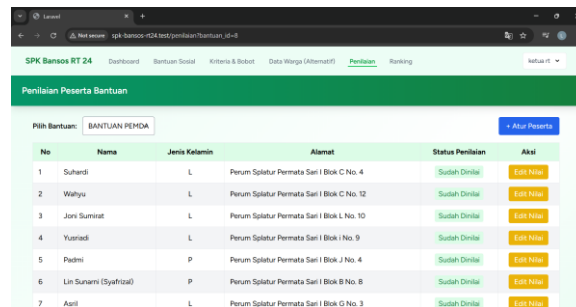 Laravel
Not secure spk-bansos-rt24.test/penilaian?bantuan_id=8
SPK Bansos RT 24 Dashboard Bantuan Sosial Kriteria & Bobot Data Warga (Alternatif) Penilaian Ranking ketua rt
Penilaian Peserta Bantuan
Pilih Bantuan: BANTUAN PEMDA + Atur Peserta
No Nama Jenis Kelamin Alamat Status Penilaian Aksi
1 Suhardi L Perum Splatur Permata Sari I Blok C No. 4 Sudah Dinilai Edit Nilai
2 Wahyu L Perum Splatur Permata Sari I Blok C No. 12 Sudah Dinilai Edit Nilai
3 Joni Sumirat L Perum Splatur Permata Sari I Blok L No. 10 Sudah Dinilai Edit Nilai
4 Yusriadi L Perum Splatur Permata Sari I Blok i No. 9 Sudah Dinilai Edit Nilai
5 Padmi P Perum Splatur Permata Sari I Blok J No. 4 Sudah Dinilai Edit Nilai
6 Lin Sunarni (Syafrizal) P Perum Splatur Permata Sari I Blok B No. 8 Sudah Dinilai Edit Nilai
7 Asril L Perum Splatur Permata Sari I Blok G No. 3 Sudah Dinilai Edit Nilai